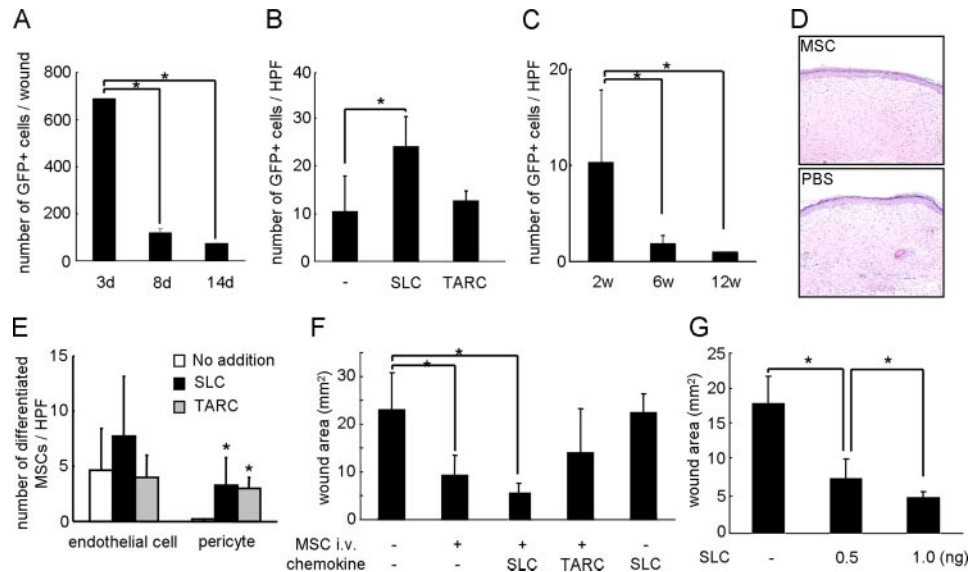 A
number of GFP+ cells / wound
800
600
400
200
0
3d 8d 14d
* *
B
number of GFP+ cells / HPF
40
30
20
10
0
- SLC TARC
*
C
number of GFP+ cells / HPF
20
10
0
2w 6w 12w
* *
D
MSC
PBS
E
number of differentiated
MSCs / HPF
15
10
5
0
No addition
SLC
TARC
* *
endothelial cell pericyte
F
wound area (mm²)
30
20
10
0
* *
MSC i.v. - + + + -
chemokine - - SLC TARC SLC
G
wound area (mm²)
25
20
15
10
5
0
* *
SLC - 0.5 1.0 (ng)